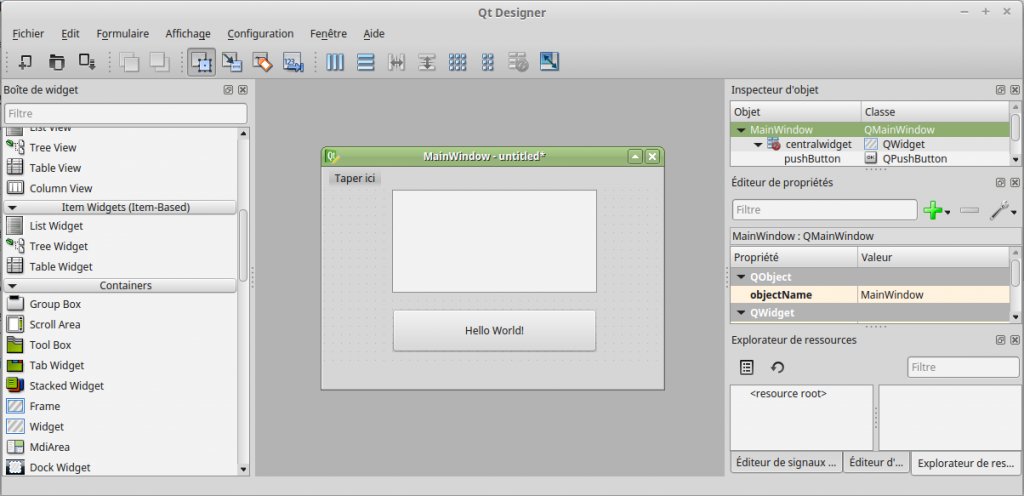 Qt Designer
Fichier Edit Formulaire Affichage Configuration Fenêtre Aide
123
Boîte de widget
Filtre
List View
Tree View
Table View
Column View
Item Widgets (Item-Based)
List Widget
Tree Widget
Table Widget
Containers
Group Box
Scroll Area
Tool Box
Tab Widget
Stacked Widget
Frame
Widget
MdiArea
Dock Widget
Qt
MainWindow - untitled*
Taper ici
Hello World!
Inspecteur d'objet
Objet Classe
MainWindow QMainWindow
centralwidget QWidget
pushButton QPushButton
Éditeur de propriétés
Filtre
MainWindow : QMainWindow
Propriété Valeur
QObject
objectName MainWindow
QWidget
Explorateur de ressources
Filtre
<resource root>
Éditeur de signaux ... Éditeur d'... Explorateur de res...